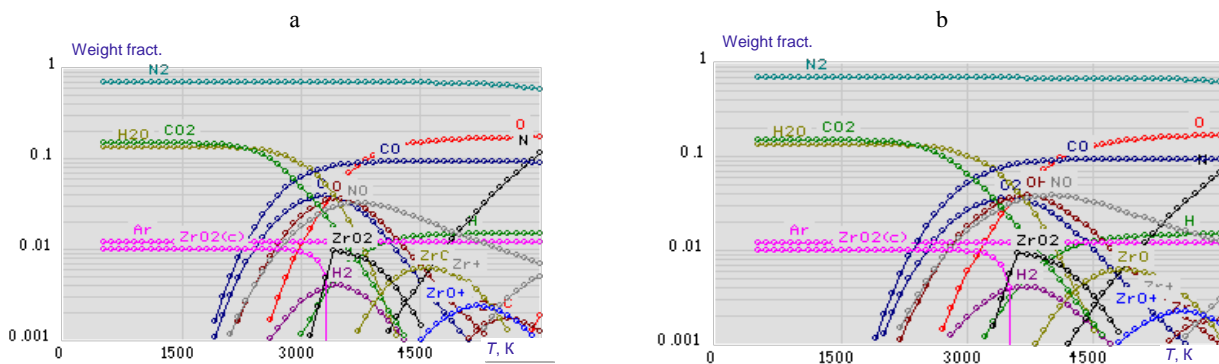 a
Weight fract.
1
N2
H2O
CO2
CO
O
N
0.1
NO
Ar
ZrO2(c)
ZrO2
H
0.01
Zr+
H2
ZrO+
0.001
0
1500
3000
4500
T, K
b
Weight fract.
1
N2
H2O
CO2
CO
O
N
0.1
OH
NO
Ar
ZrO2(c)
ZrO2
H
0.01
H2
ZrO
Zr+
ZrO+
0.001
0
1500
3000
4500
T, K